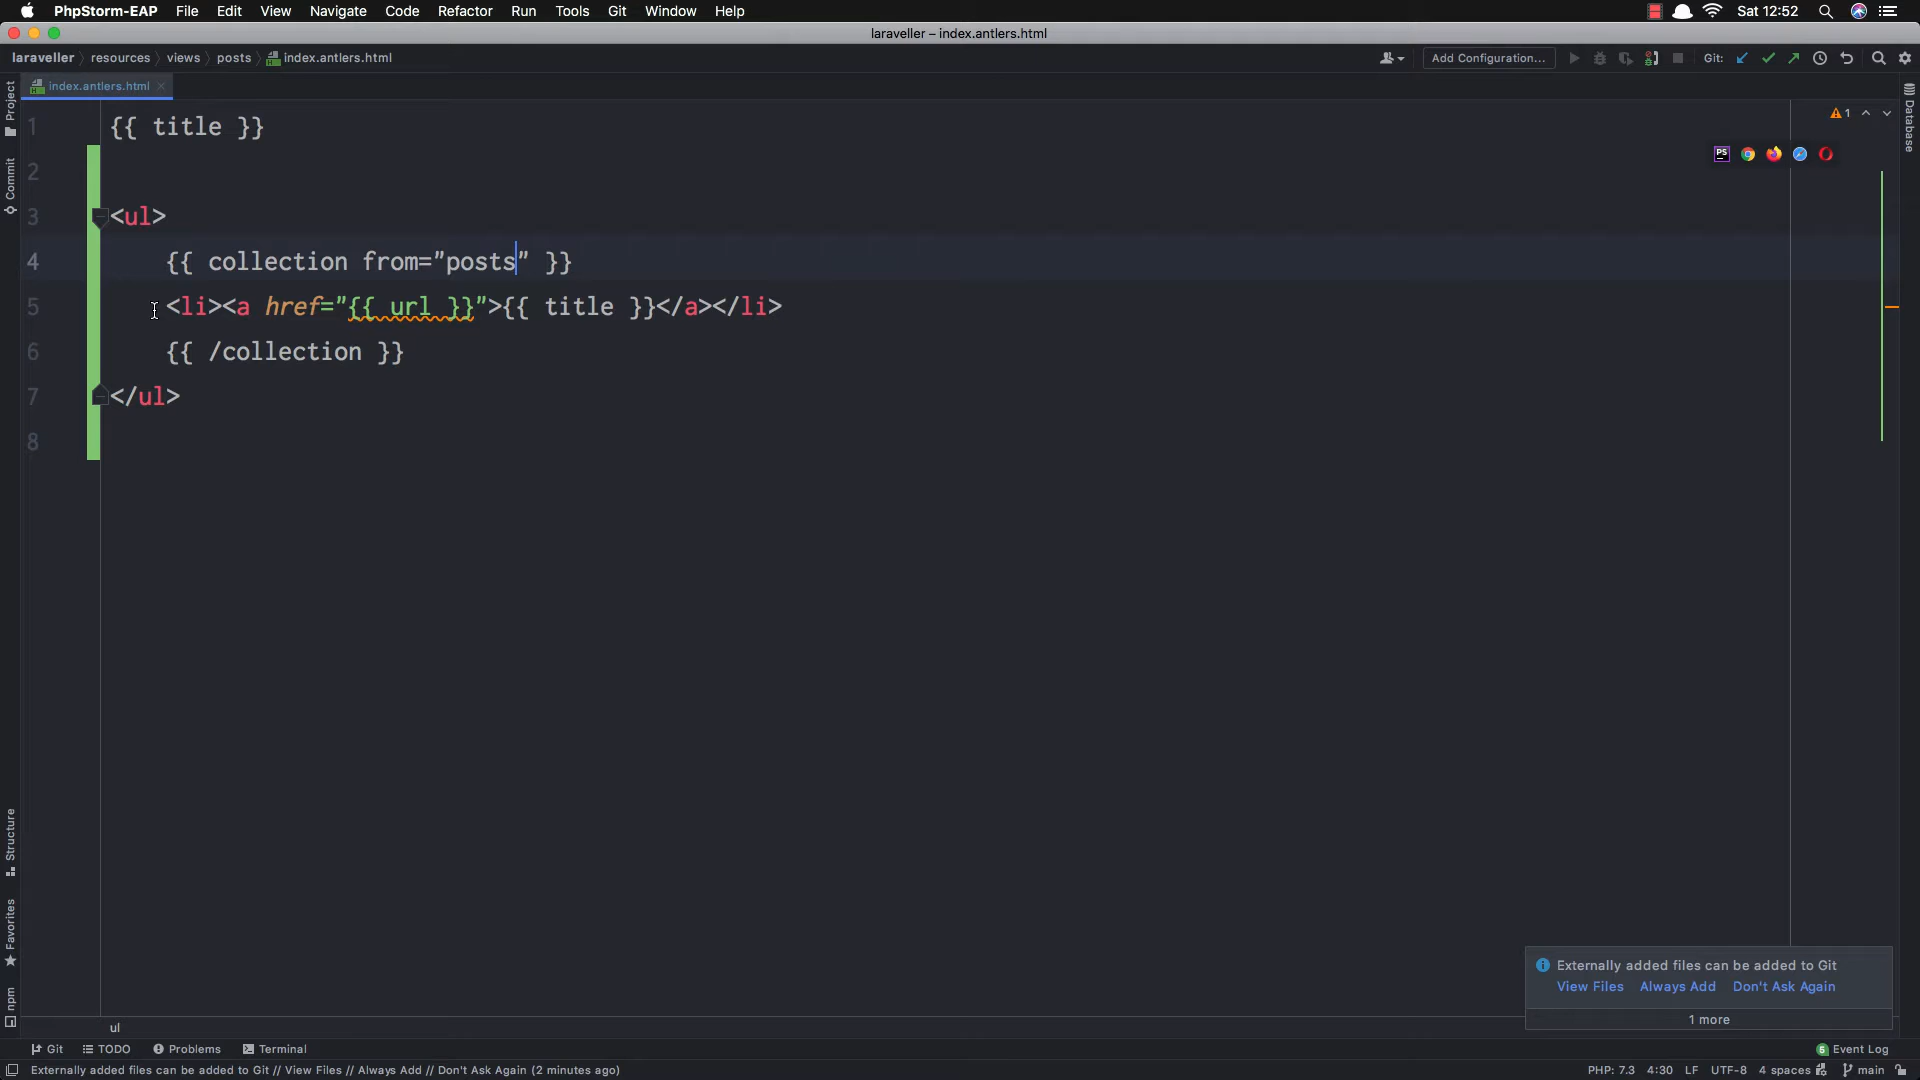 PhpStorm-EAP File Edit View Navigate Code Refactor Run Tools Git Window Help Sat 12:52
laraveller – index.antlers.html
laraveller resources views posts index.antlers.html Add Configuration... Git:
index.antlers.html
1 {{ title }} 1
2 PS
3 <ul>
4 {{ collection from="posts" }}
5 <li><a href="{{ url }}">{{ title }}</a></li>
6 {{ /collection }}
7 </ul>
8
Project
Commit
Structure
Favorites
npm
Database
Externally added files can be added to Git
View Files Always Add Don't Ask Again
1 more
ul
Git TODO Problems Terminal 5 Event Log
Externally added files can be added to Git // View Files // Always Add // Don't Ask Again (2 minutes ago) PHP: 7.3 4:30 LF UTF-8 4 spaces main